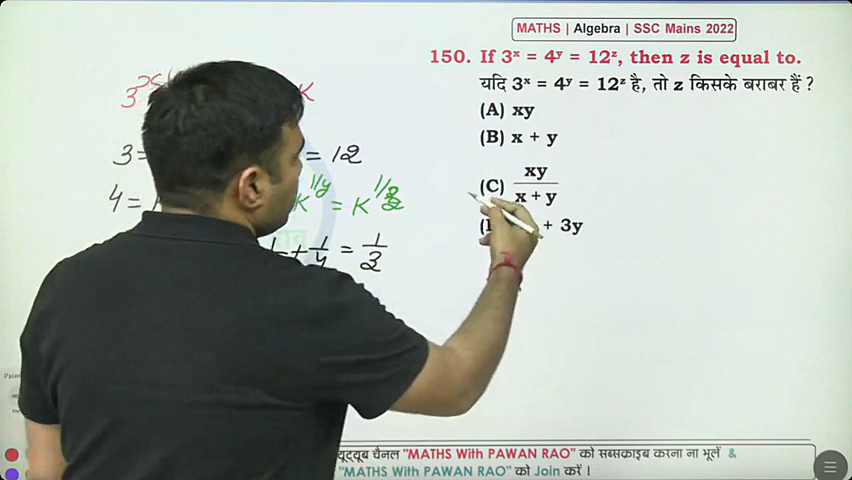 MATHS | Algebra | SSC Mains 2022
150. If 3ˣ = 4ʸ = 12ᶻ, then z is equal to.
यदि 3ˣ = 4ʸ = 12ᶻ है, तो z किसके बराबर हैं ?
(A) xy
(B) x + y
(C) xy / x + y
+ 3y
K
3 = = 12
4 = K^1/y = K^1/z
+ 1/y = 1/z
यूट्यूब चैनल "MATHS With PAWAN RAO" को सब्सक्राइब करना ना भूलें &
"MATHS With PAWAN RAO" को Join करें ।